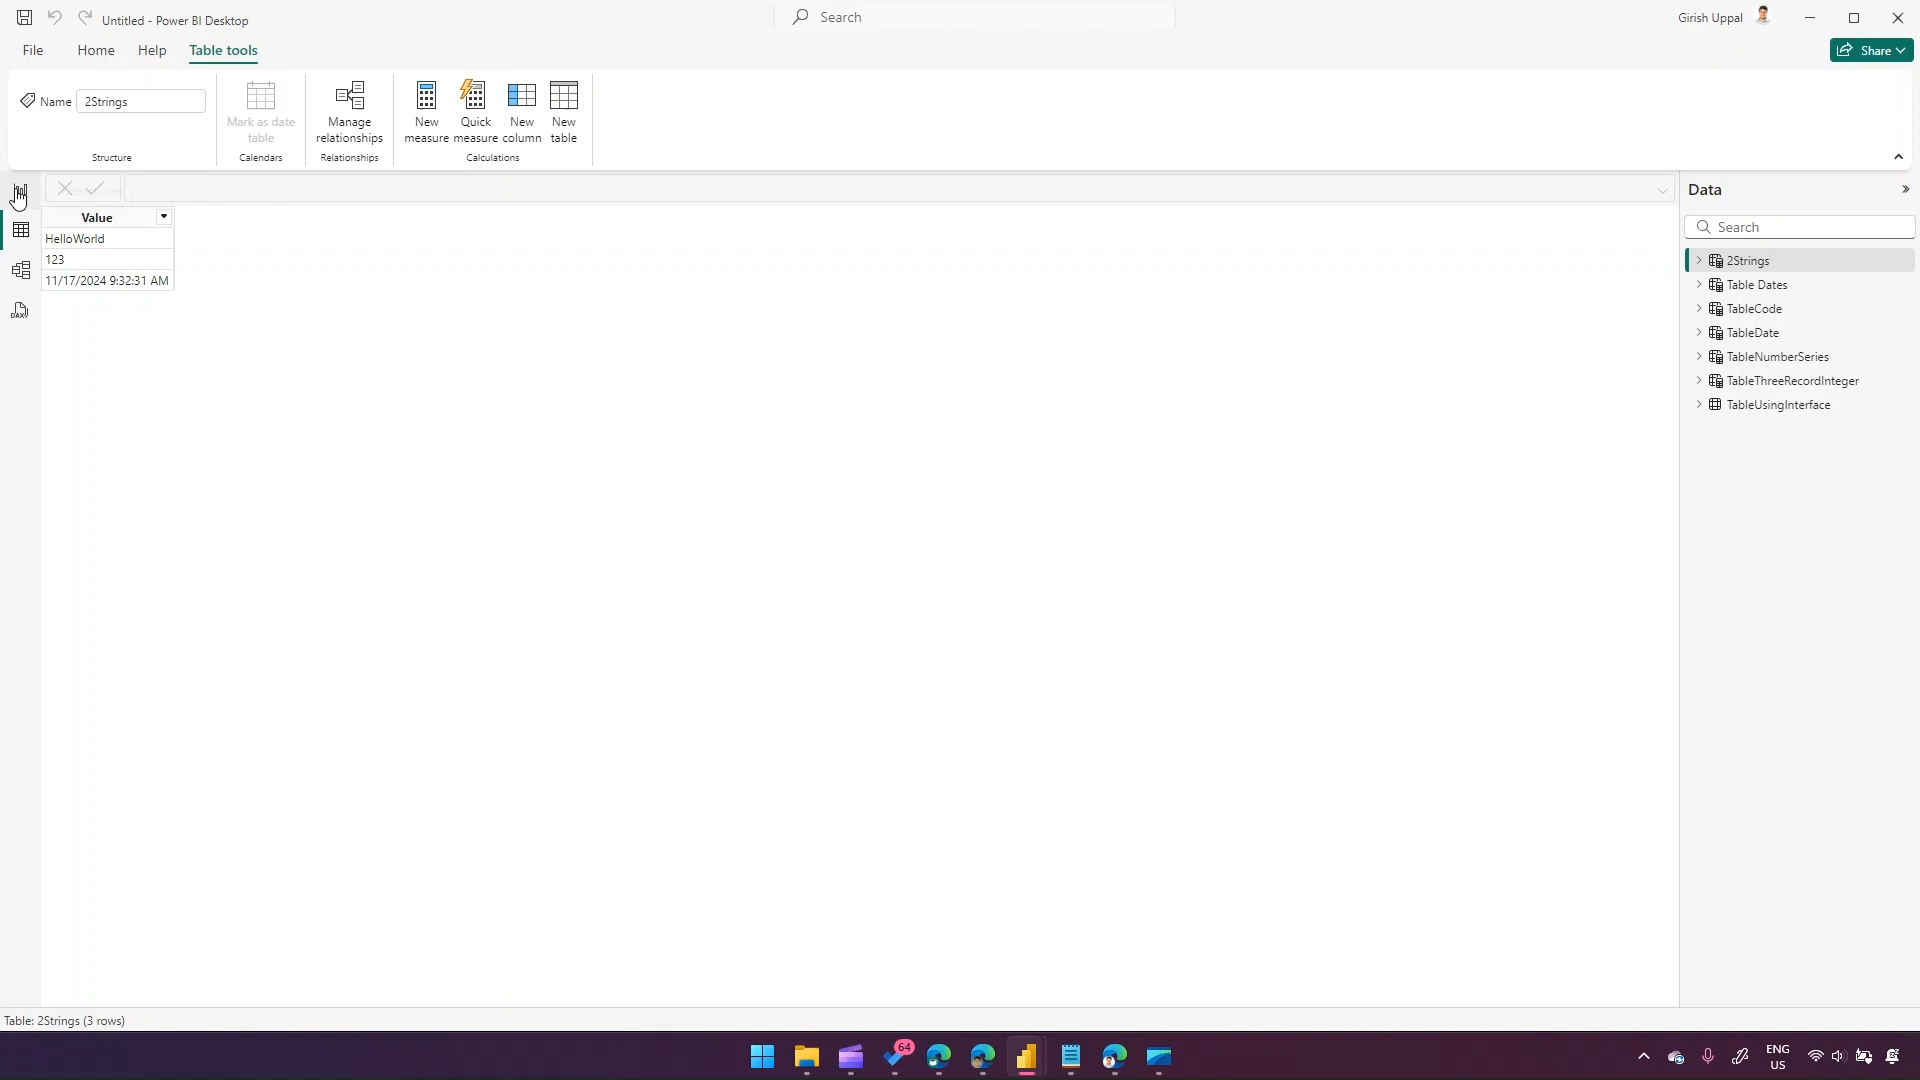 Untitled - Power BI Desktop
Search
Girish Uppal
File Home Help Table tools
Share
Name 2Strings
Mark as date table
Manage relationships
New measure
Quick measure
New column
New table
Structure Calendars Relationships Calculations
Data
Value
Search
HelloWorld
123
11/17/2024 9:32:31 AM
2Strings
Table Dates
TableCode
TableDate
TableNumberSeries
TableThreeRecordInteger
TableUsingInterface
DAX
Table: 2Strings (3 rows)
64
ENG
US